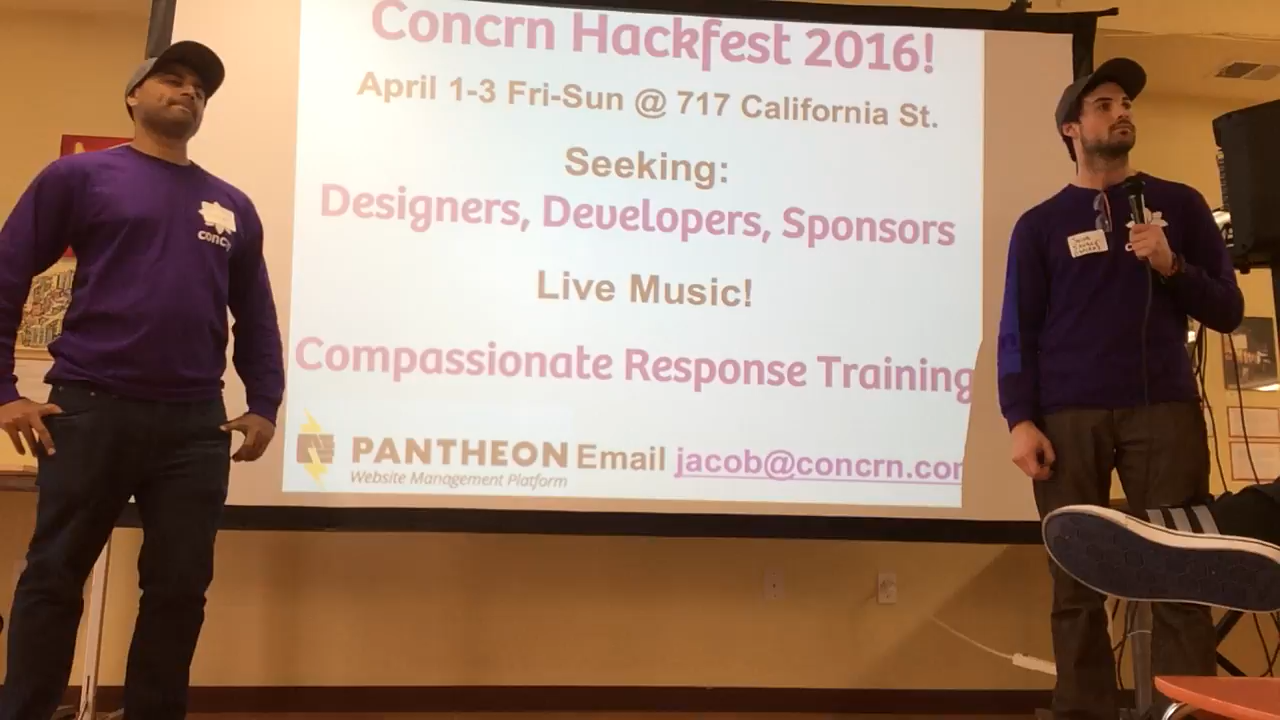 Concrn Hackfest 2016!
April 1-3 Fri-Sun @ 717 California St.
Seeking:
Designers, Developers, Sponsors
Live Music!
Compassionate Response Training
PANTHEON Email jacob@concrn.com
Website Management Platform
concrn